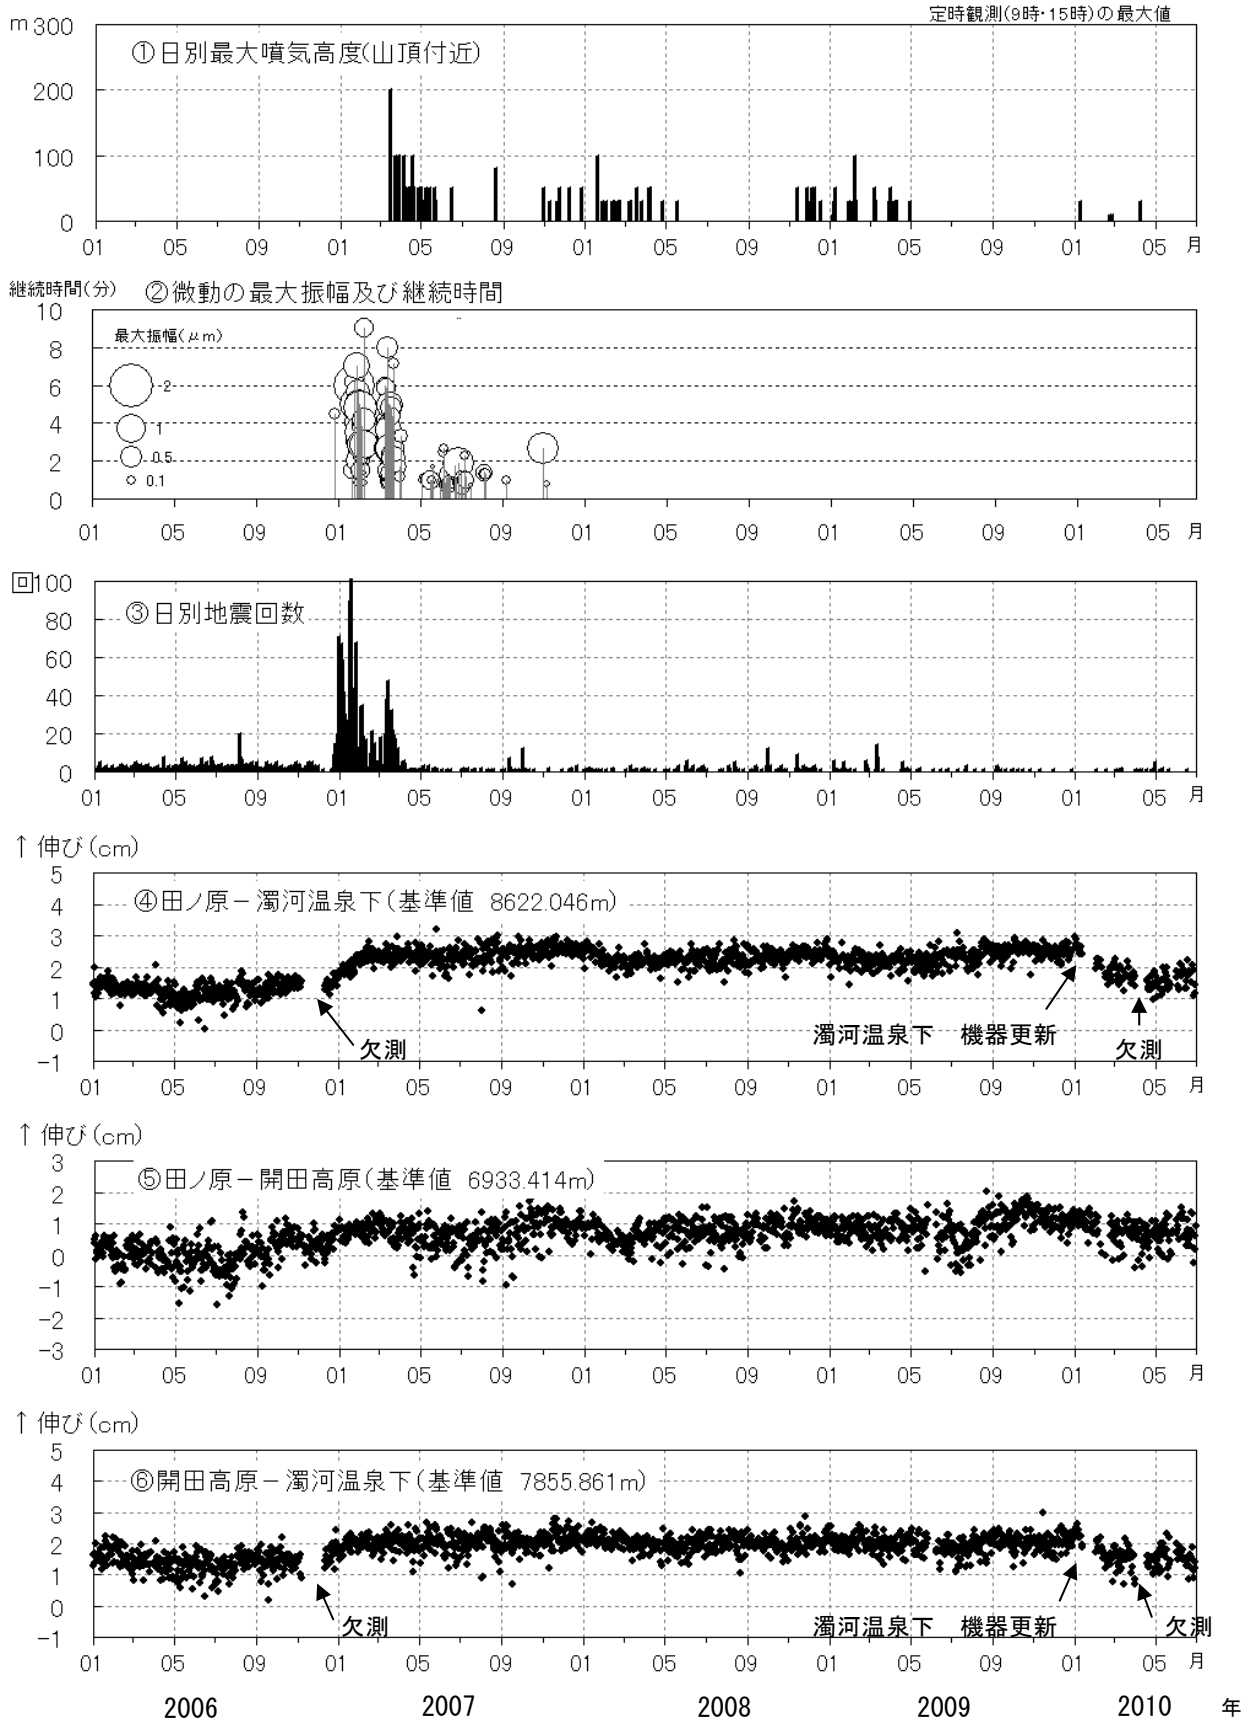 定時観測(9時・15時)の最大値
m 300
①日別最大噴気高度(山頂付近)
200
100
0
01 05 09 01 05 09 01 05 09 01 05 09 01 05 月
継続時間(分) ②微動の最大振幅及び継続時間
10
最大振幅(μm)
8
6 2
4 1
0.5
2 0.1
0
01 05 09 01 05 09 01 05 09 01 05 09 01 05 月
回 100
③日別地震回数
80
60
40
20
0
01 05 09 01 05 09 01 05 09 01 05 09 01 05 月
↑伸び(cm)
5
④田ノ原－濁河温泉下(基準値 8622.046m)
4
3
2
1
0
濁河温泉下 機器更新
欠測 欠測
-1
01 05 09 01 05 09 01 05 09 01 05 09 01 05 月
↑伸び(cm)
3
⑤田ノ原－開田高原(基準値 6933.414m)
2
1
0
-1
-2
-3
01 05 09 01 05 09 01 05 09 01 05 09 01 05 月
↑伸び(cm)
5
⑥開田高原－濁河温泉下(基準値 7855.861m)
4
3
2
1
0
欠測 濁河温泉下 機器更新 欠測
-1
01 05 09 01 05 09 01 05 09 01 05 09 01 05 月
2006 2007 2008 2009 2010 年